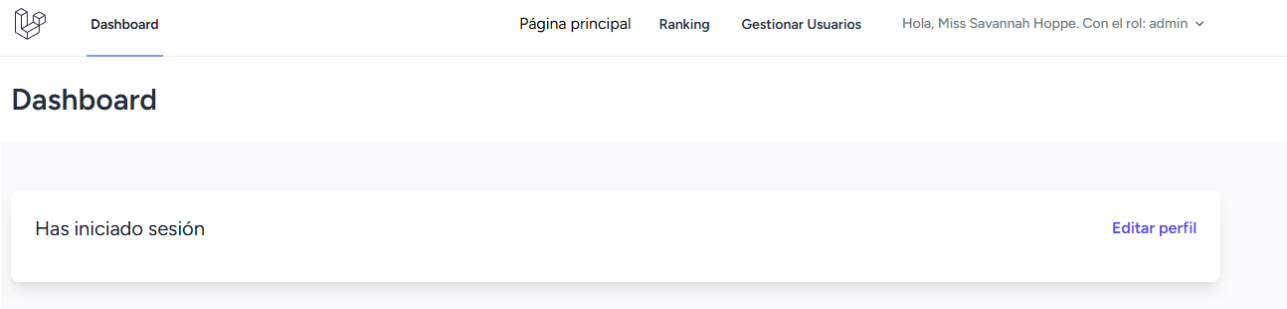 Dashboard Página principal Ranking Gestionar Usuarios Hola, Miss Savannah Hoppe. Con el rol: admin
Dashboard
Has iniciado sesión Editar perfil